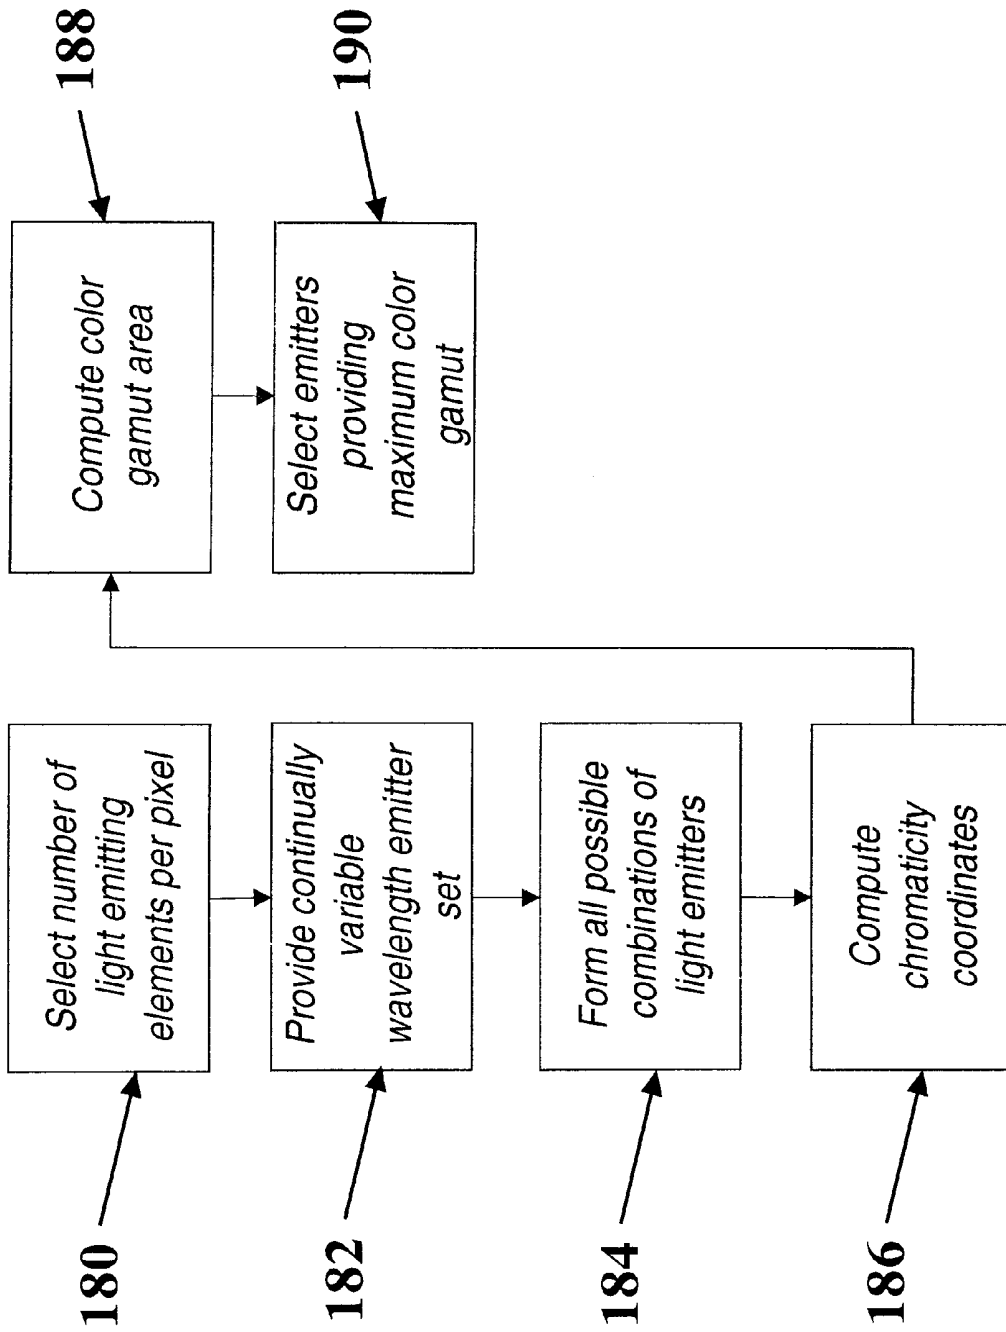 180
Select number of
light emitting
elements per pixel
182
Provide continually
variable
wavelength emitter
set
184
Form all possible
combinations of
light emitters
186
Compute
chromaticity
coordinates
188
Compute color
gamut area
190
Select emitters
providing
maximum color
gamut